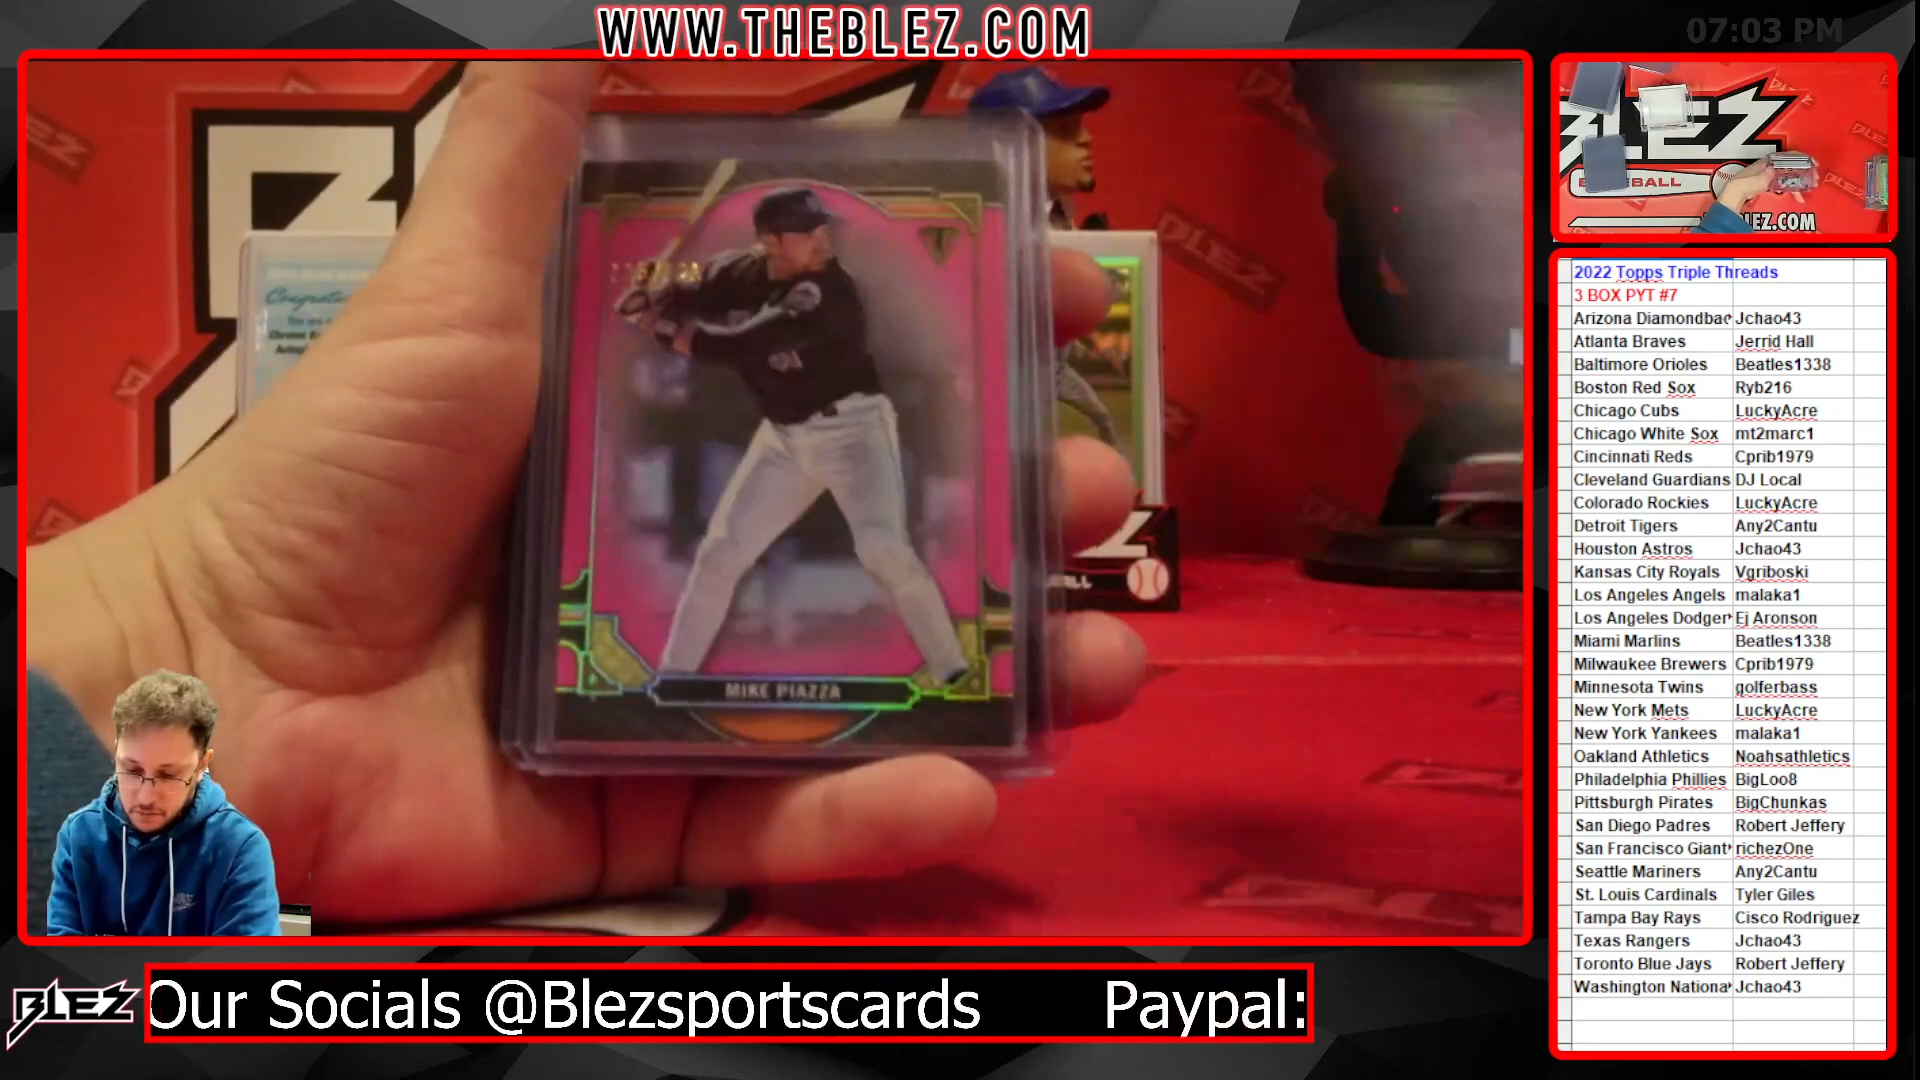 WWW.THEBLEZ.COM
07:03 PM
MIKE PIAZZA
31
BLEZ
BALL
BLEZ.COM
2022 Topps Triple Threads
3 BOX PYT #7
Arizona Diamondbac Jchao43
Atlanta Braves Jerrid Hall
Baltimore Orioles Beatles1338
Boston Red Sox Ryb216
Chicago Cubs LuckyAcre
Chicago White Sox mt2marc1
Cincinnati Reds Cprib1979
Cleveland Guardians DJ Local
Colorado Rockies LuckyAcre
Detroit Tigers Any2Cantu
Houston Astros Jchao43
Kansas City Royals Vgriboski
Los Angeles Angels malaka1
Los Angeles Dodger Ej Aronson
Miami Marlins Beatles1338
Milwaukee Brewers Cprib1979
Minnesota Twins golferbass
New York Mets LuckyAcre
New York Yankees malaka1
Oakland Athletics Noahsathletics
Philadelphia Phillies BigLoo8
Pittsburgh Pirates BigChunkas
San Diego Padres Robert Jeffery
San Francisco Giant richezOne
Seattle Mariners Any2Cantu
St. Louis Cardinals Tyler Giles
Tampa Bay Rays Cisco Rodriguez
Texas Rangers Jchao43
Toronto Blue Jays Robert Jeffery
Washington Nationa Jchao43
BLEZ
Our Socials @Blezsportscards Paypal: